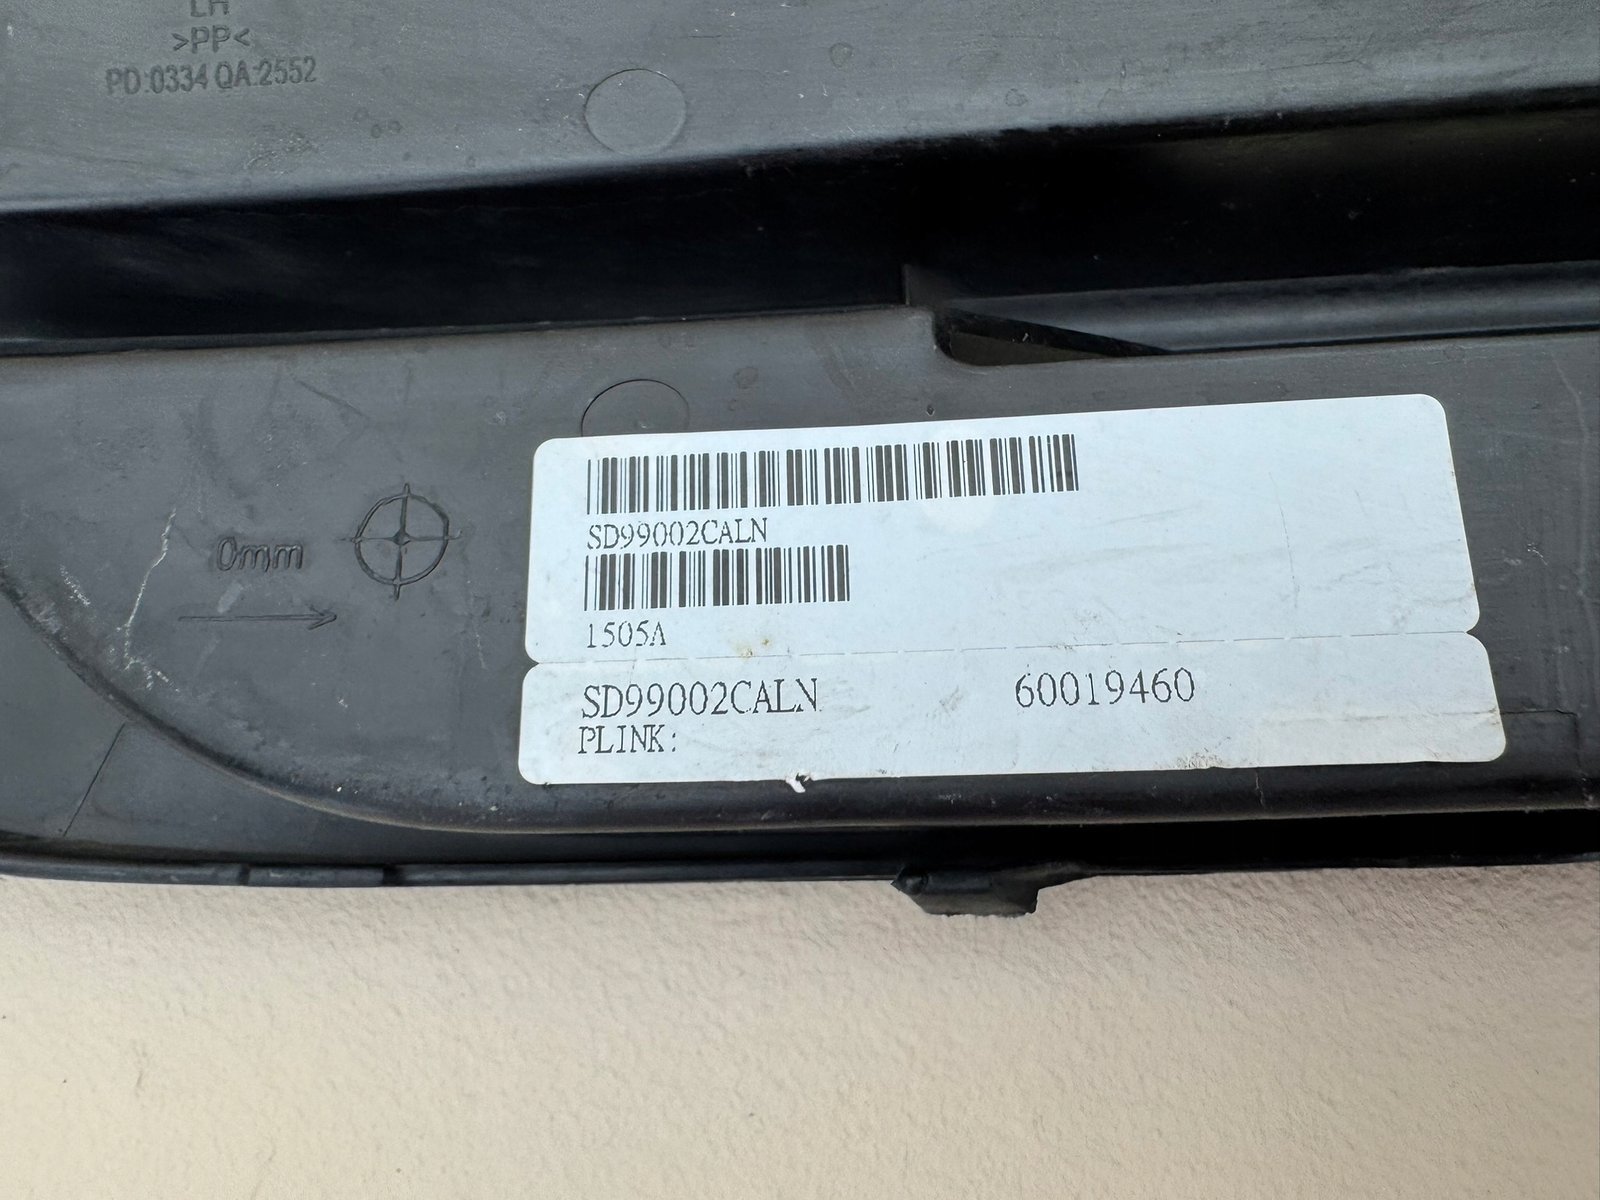 LH
>PP<
PD:0334 QA:2552
0mm
SD99002CALN
1505A
SD99002CALN 60019460
PLINK: